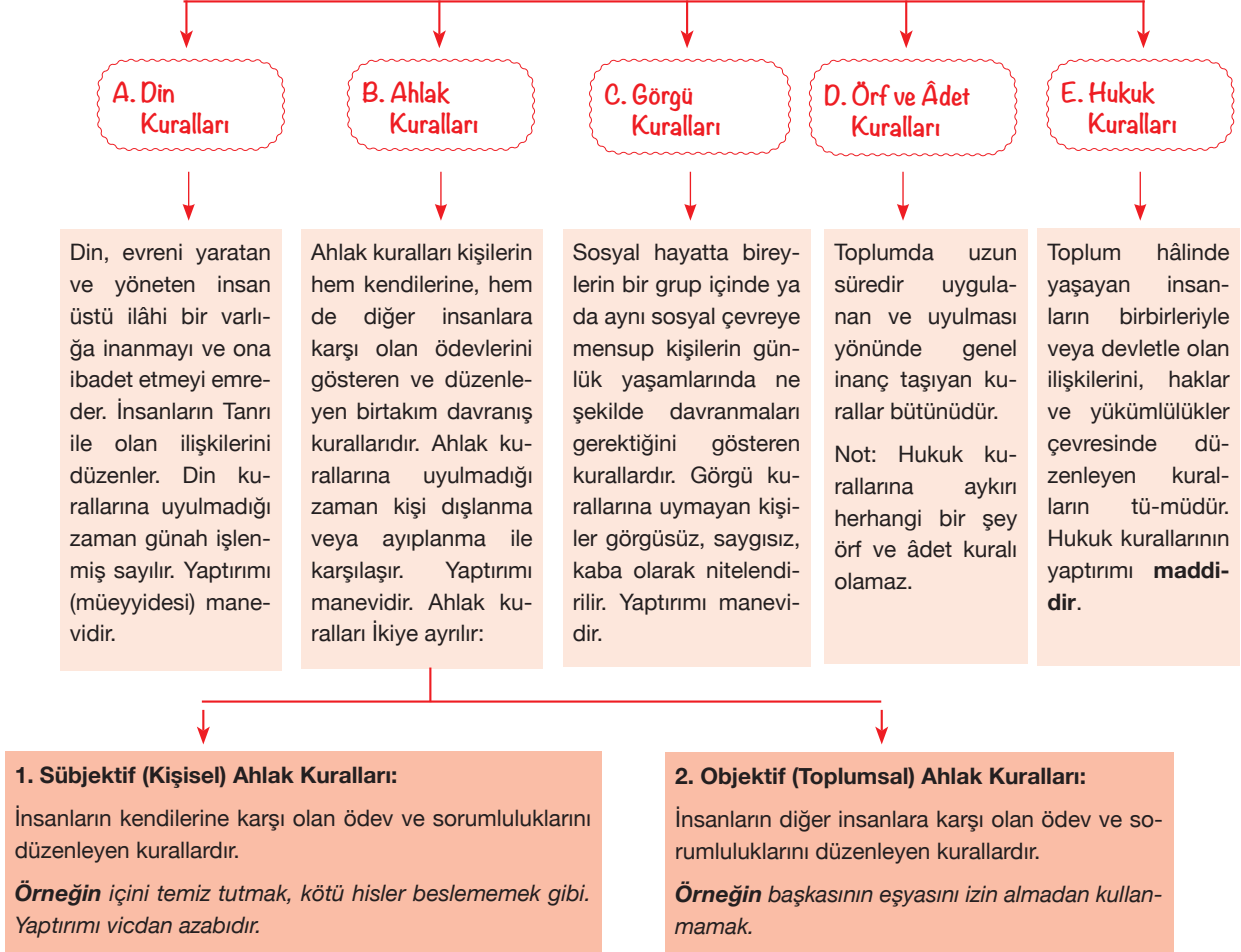 A. Din
Kuralları
B. Ahlak
Kuralları
C. Görgü
Kuralları
D. Örf ve Âdet
Kuralları
E. Hukuk
Kuralları
Din, evreni yaratan
ve yöneten insan
üstü ilâhi bir varlı-
ğa inanmayı ve ona
ibadet etmeyi emre-
der. İnsanların Tanrı
ile olan ilişkilerini
düzenler. Din ku-
rallarına uyulmadığı
zaman günah işlen-
miş sayılır. Yaptırımı
(müeyyidesi) mane-
vidir.
Ahlak kuralları kişilerin
hem kendilerine, hem
de diğer insanlara
karşı olan ödevlerini
gösteren ve düzenle-
yen birtakım davranış
kurallarıdır. Ahlak ku-
rallarına uyulmadığı
zaman kişi dışlanma
veya ayıplanma ile
karşılaşır. Yaptırımı
manevidir. Ahlak ku-
ralları İkiye ayrılır:
Sosyal hayatta birey-
lerin bir grup içinde ya
da aynı sosyal çevreye
mensup kişilerin gün-
lük yaşamlarında ne
şekilde davranmaları
gerektiğini gösteren
kurallardır. Görgü ku-
rallarına uymayan kişi-
ler görgüsüz, saygısız,
kaba olarak nitelendi-
rilir. Yaptırımı manevi-
dir.
Toplumda uzun
süredir uygula-
nan ve uyulması
yönünde genel
inanç taşıyan ku-
rallar bütünüdür.
Not: Hukuk ku-
rallarına aykırı
herhangi bir şey
örf ve âdet kuralı
olamaz.
Toplum hâlinde
yaşayan insan-
ların birbirleriyle
veya devletle olan
ilişkilerini, haklar
ve yükümlülükler
çevresinde dü-
zenleyen kural-
ların tü-müdür.
Hukuk kurallarının
yaptırımı maddi-
dir.
1. Sübjektif (Kişisel) Ahlak Kuralları:
İnsanların kendilerine karşı olan ödev ve sorumluluklarını
düzenleyen kurallardır.
Örneğin içini temiz tutmak, kötü hisler beslememek gibi.
Yaptırımı vicdan azabıdır.
2. Objektif (Toplumsal) Ahlak Kuralları:
İnsanların diğer insanlara karşı olan ödev ve so-
rumluluklarını düzenleyen kurallardır.
Örneğin başkasının eşyasını izin almadan kullan-
mamak.